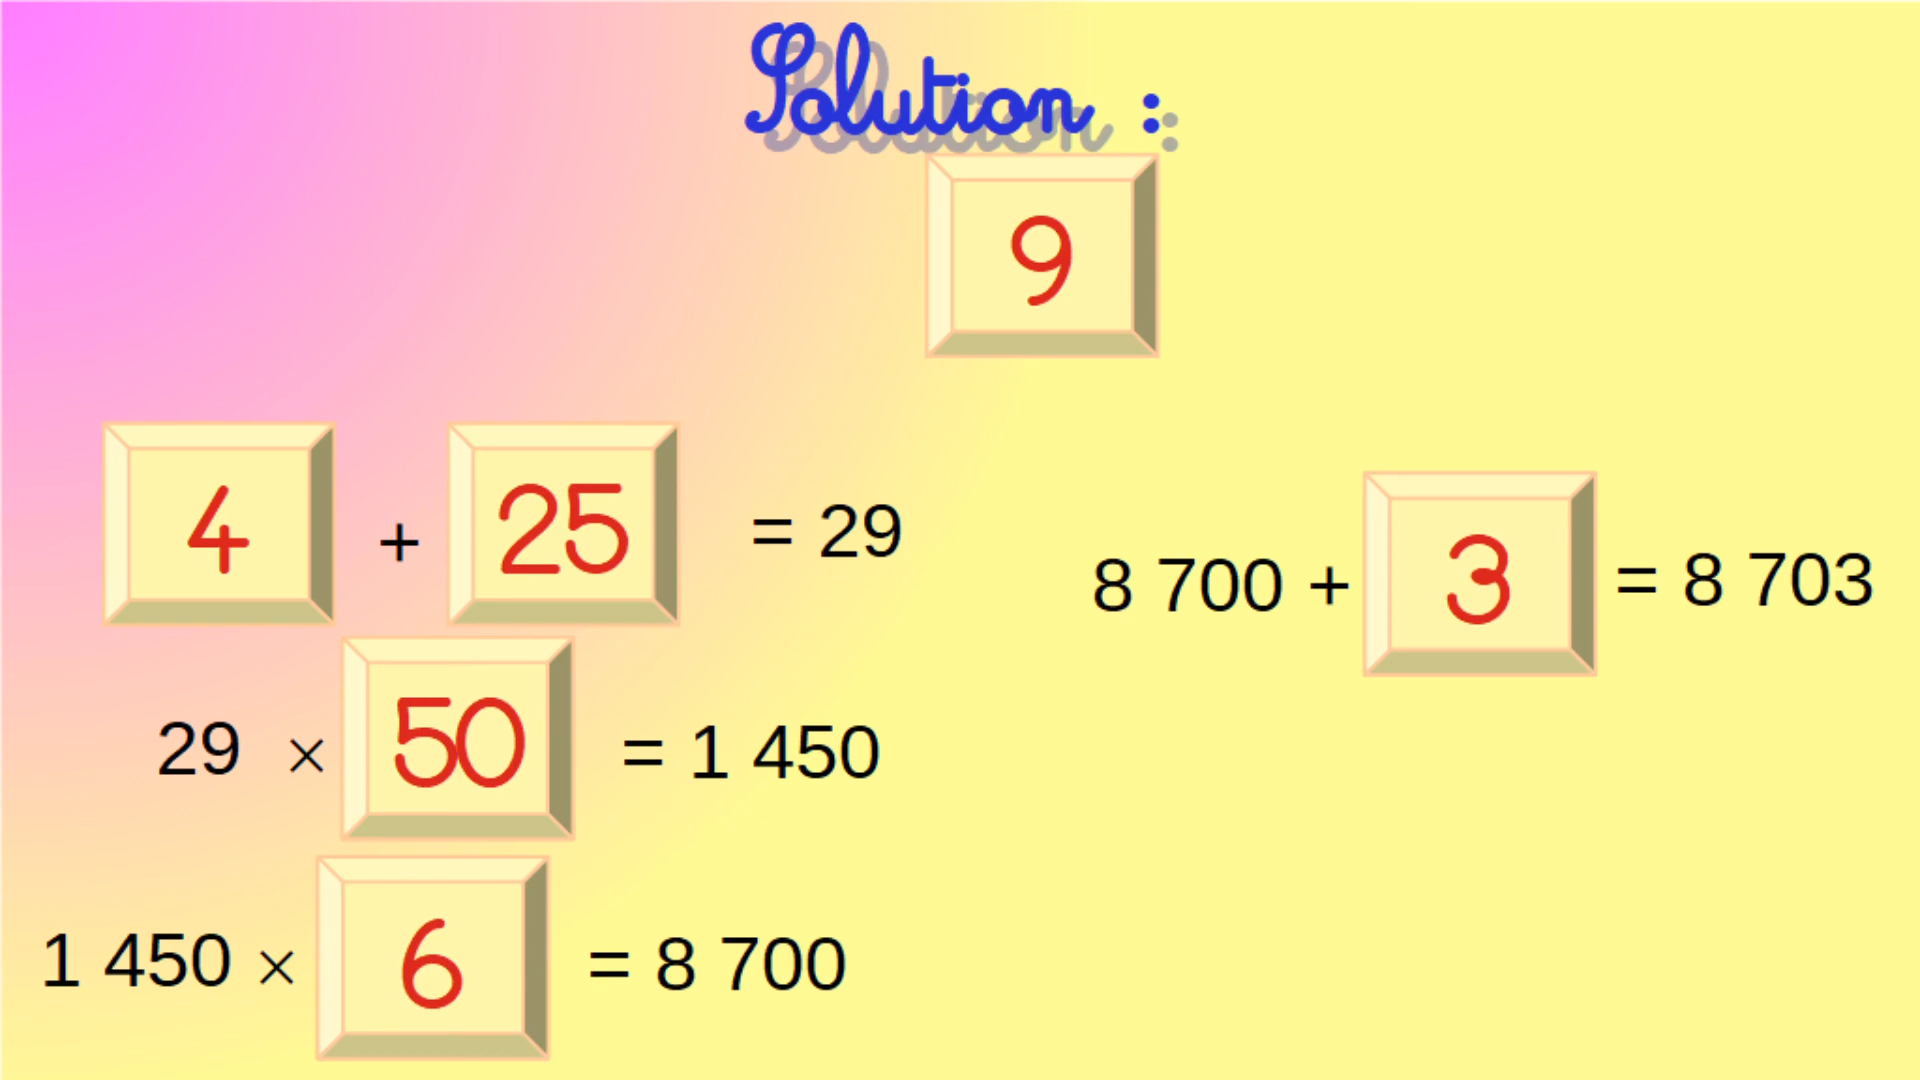 Solution :
9
4 + 25 = 29
29 × 50 = 1 450
1 450 × 6 = 8 700
8 700 + 3 = 8 703